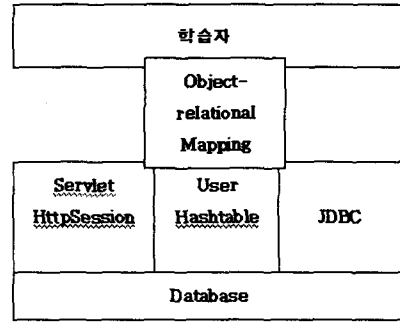 학습자
Object-
relational
Mapping
Servlet
HttpSession
User
Hashtable
JDBC
Database